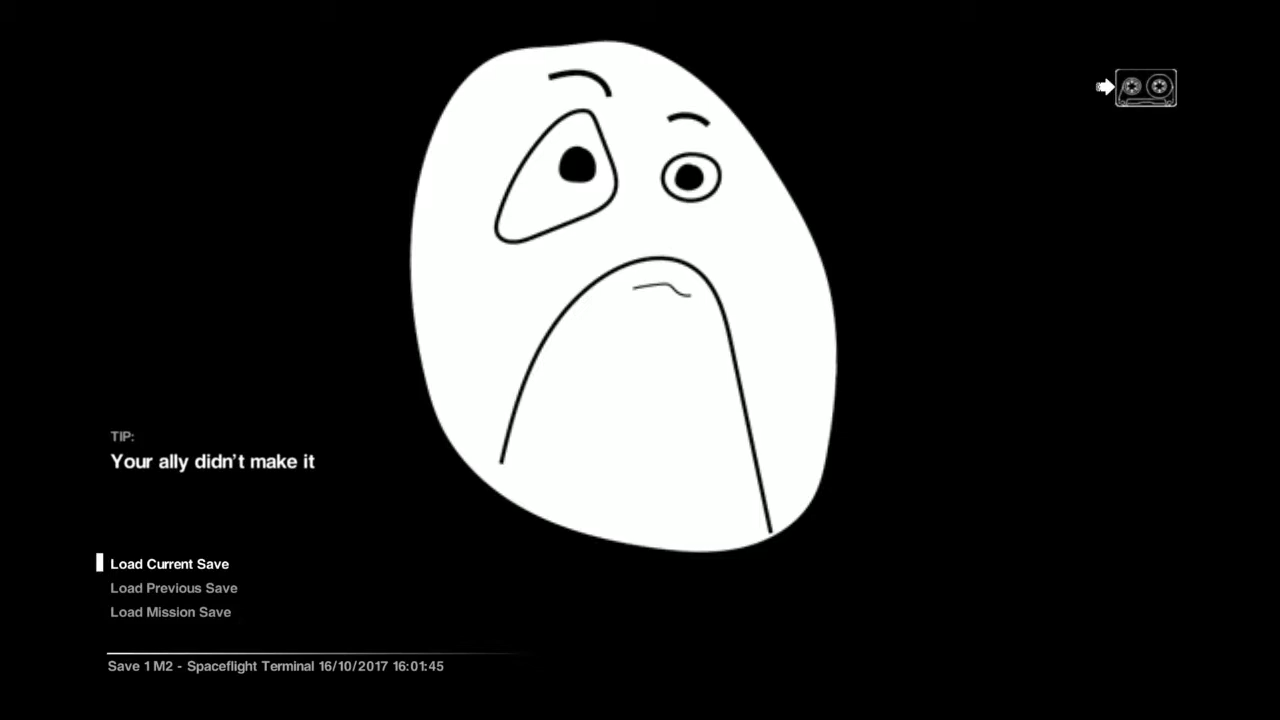 TIP:
Your ally didn't make it
Load Current Save
Load Previous Save
Load Mission Save
Save 1 M2 - Spaceflight Terminal 16/10/2017 16:01:45